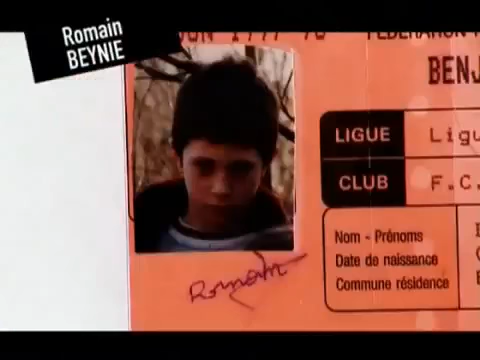 Romain
BEYNIE
BENJ
LIGUE Ligu
CLUB F.C.
Nom - Prénoms
Date de naissance
Commune résidence
Romain